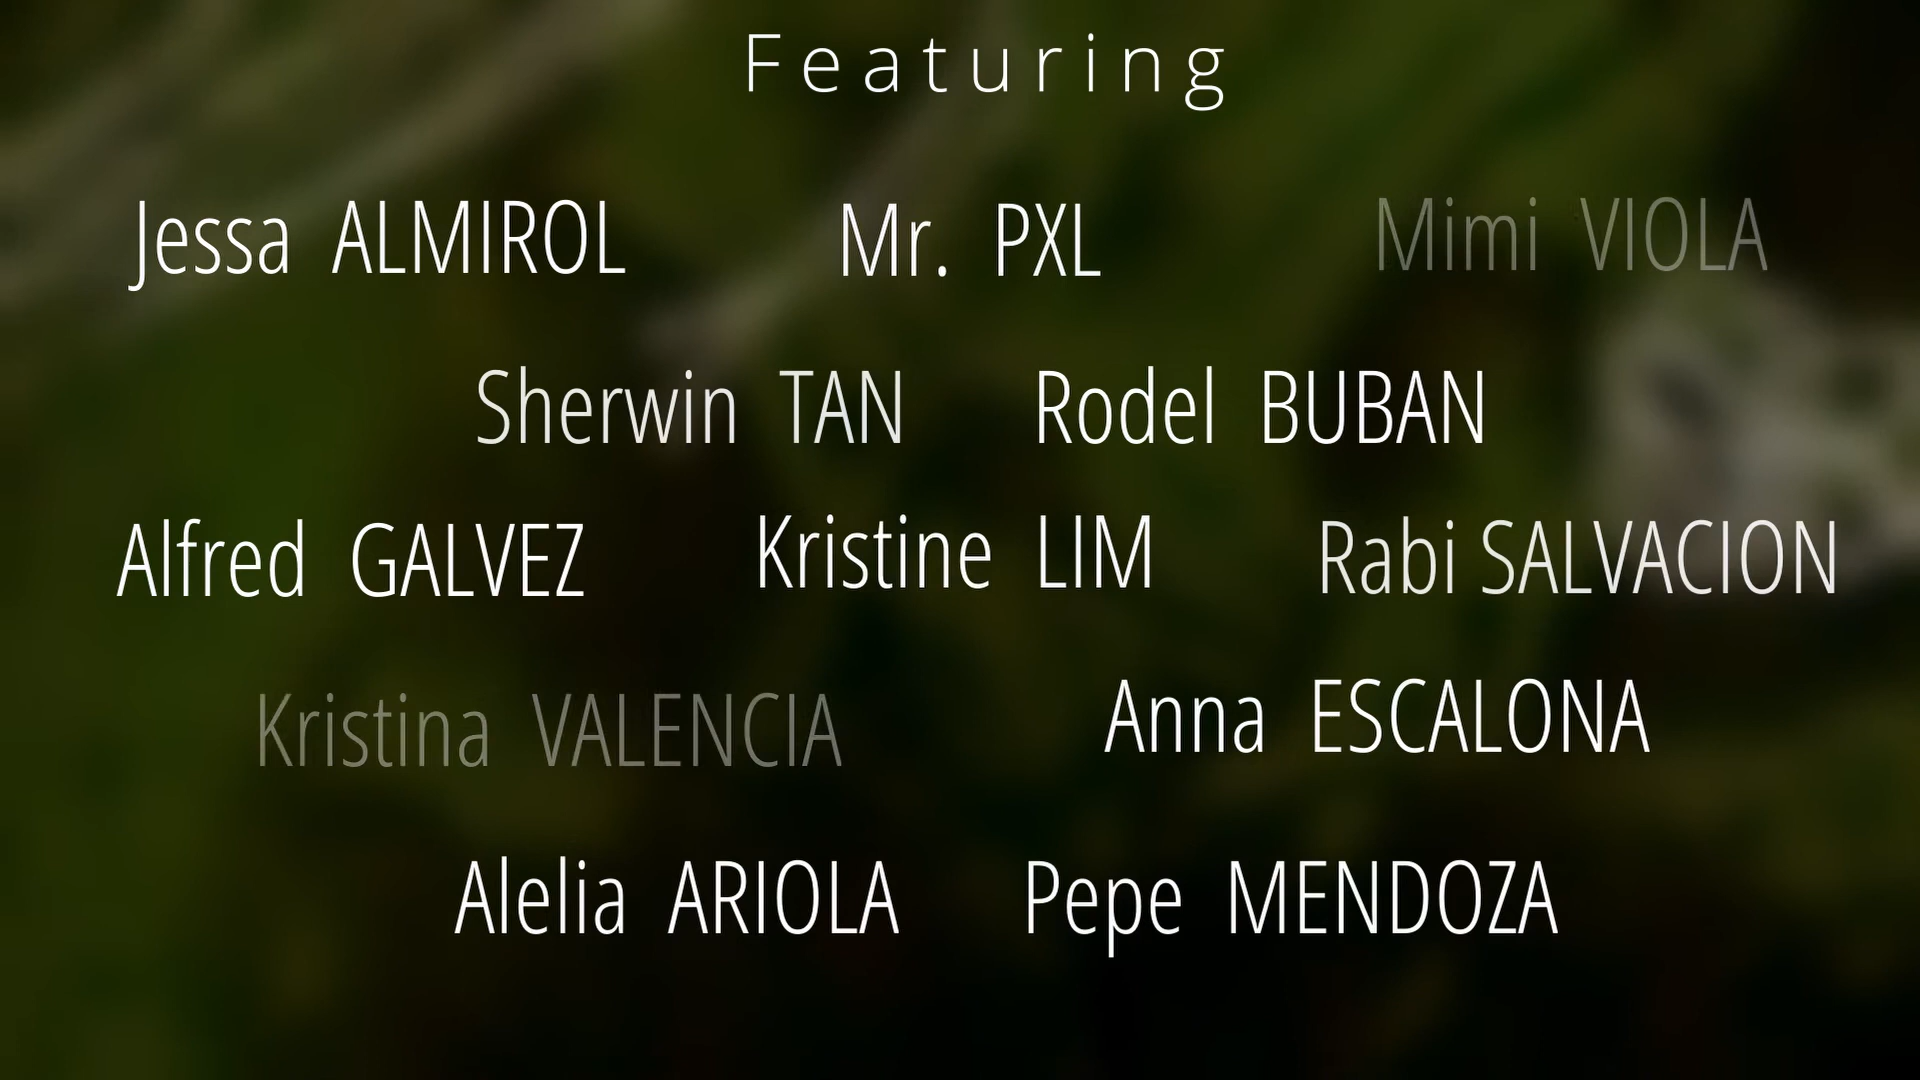 Featuring
Jessa ALMIROL Mr. PXL Mimi VIOLA
Sherwin TAN Rodel BUBAN
Alfred GALVEZ Kristine LIM Rabi SALVACION
Kristina VALENCIA Anna ESCALONA
Alelia ARIOLA Pepe MENDOZA